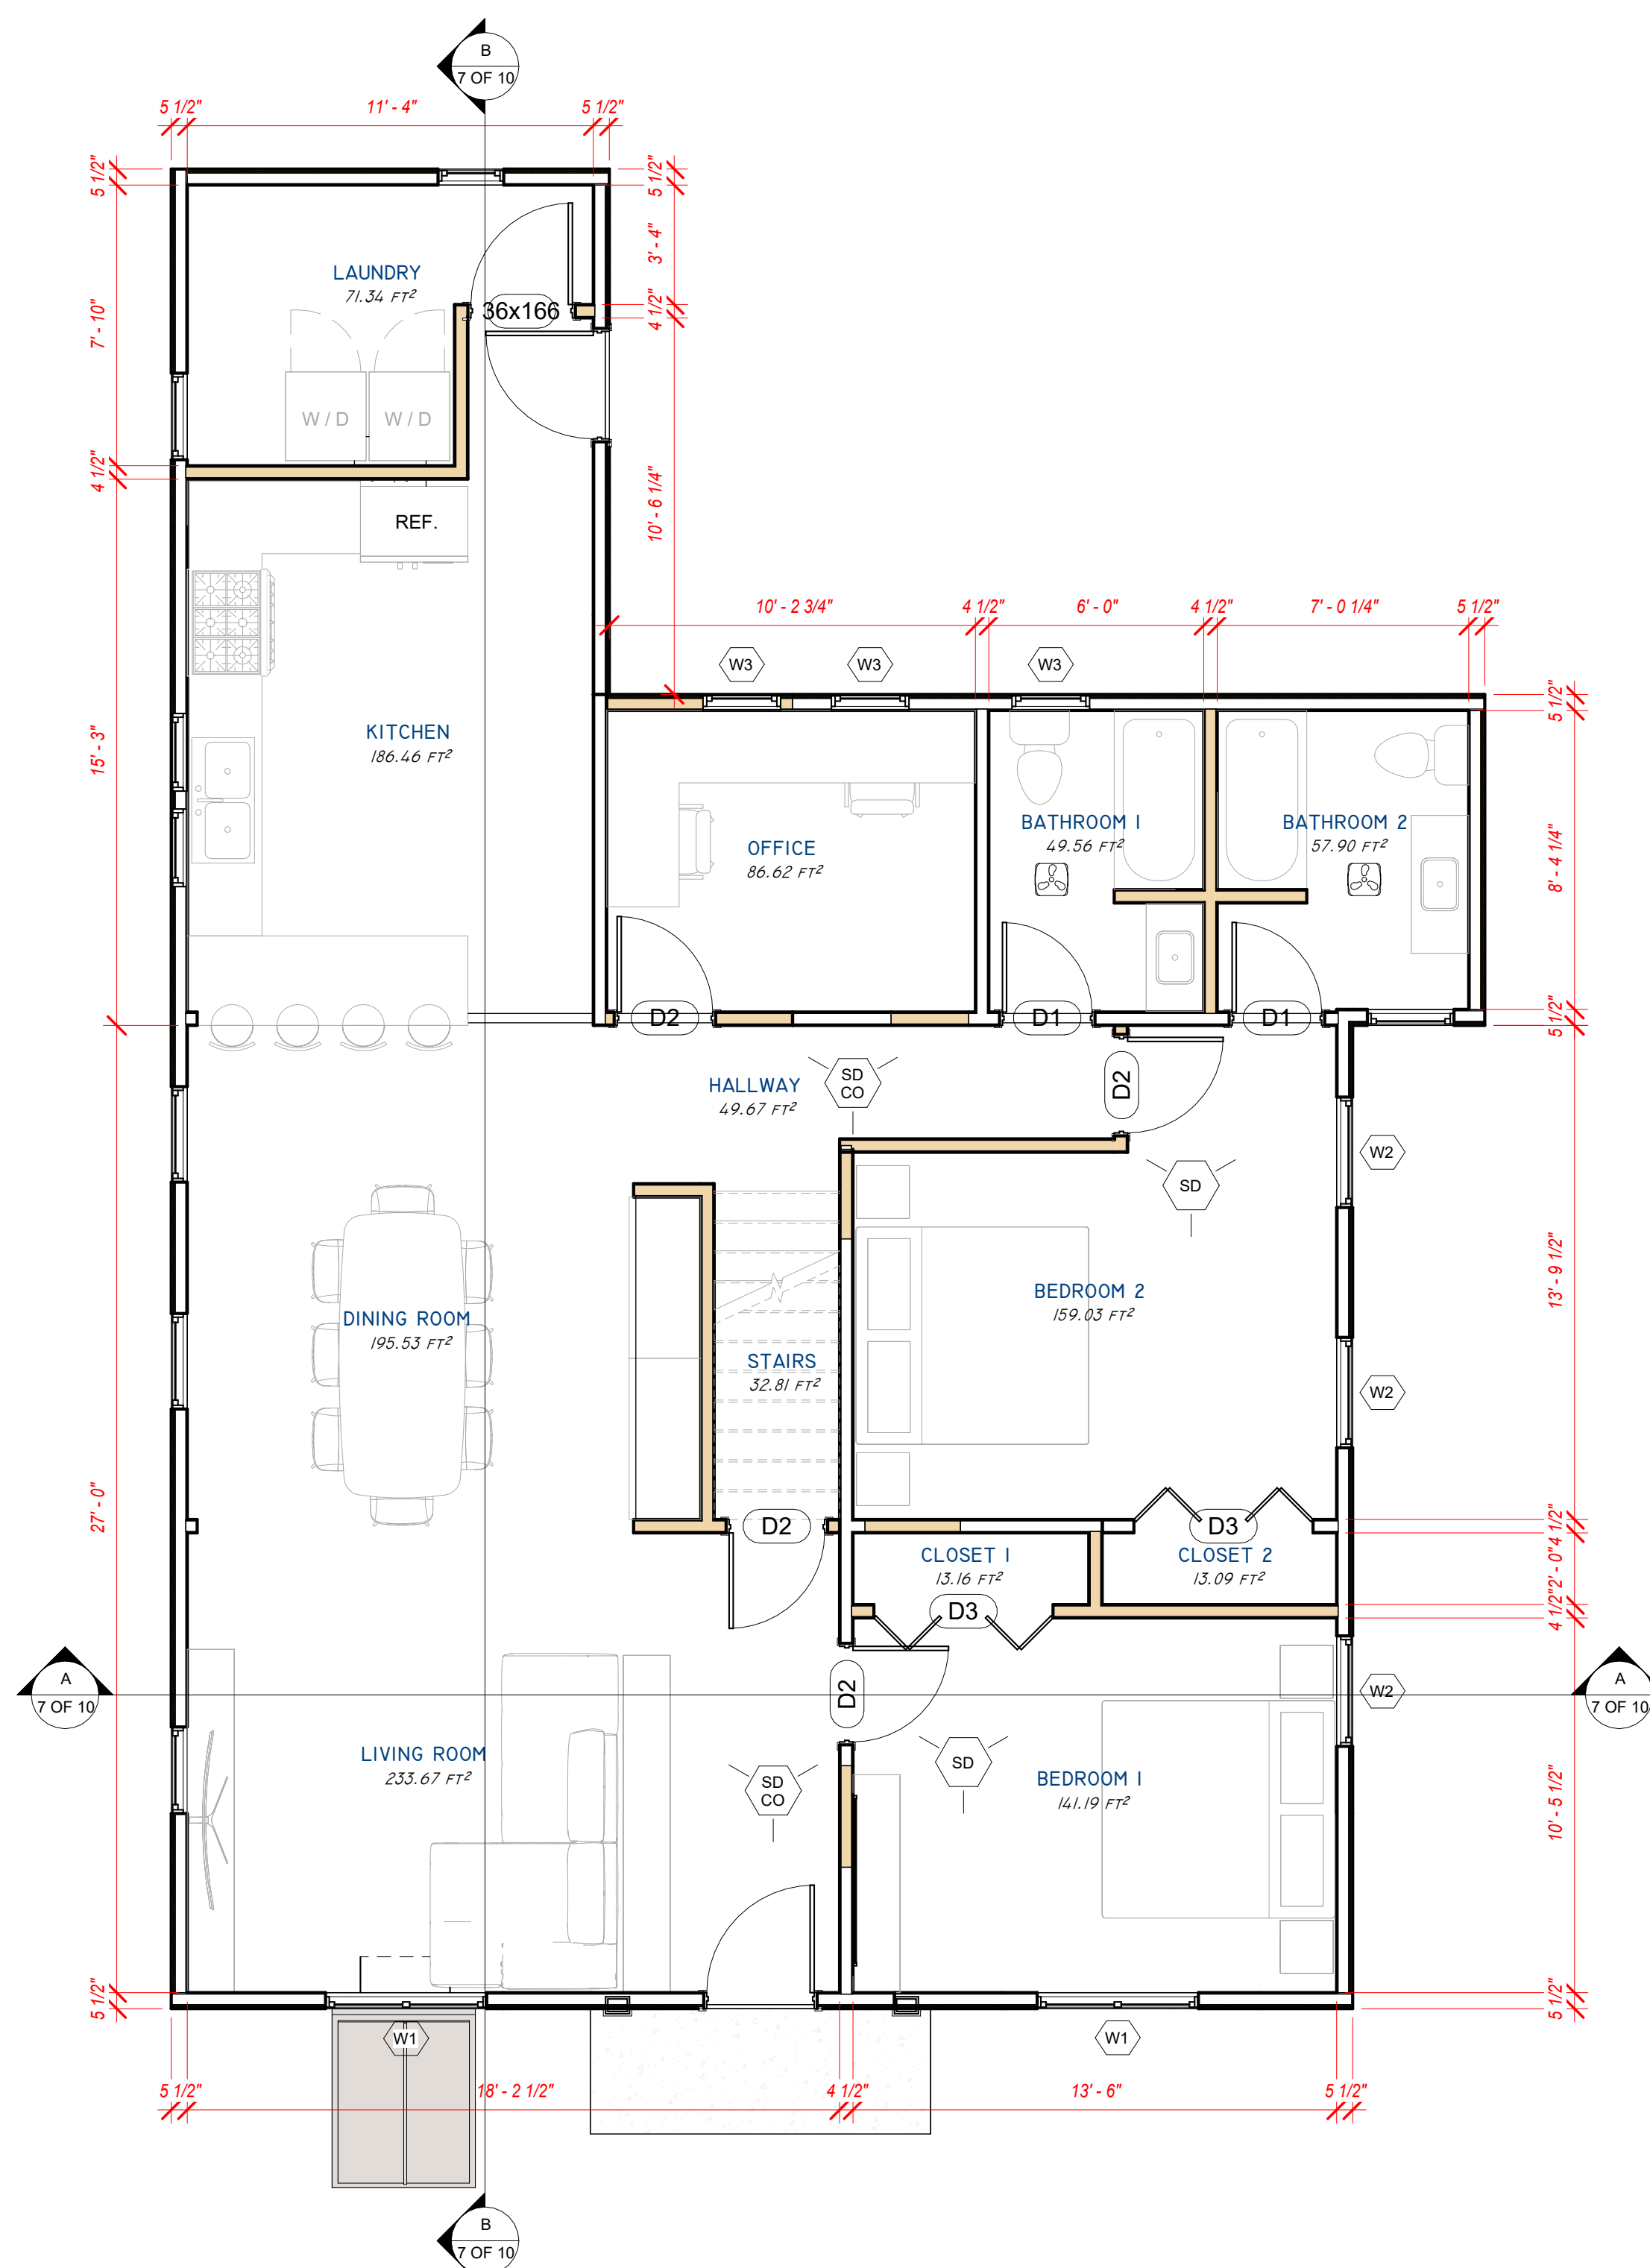 B
7 OF 10
5 1/2"
11' - 4"
5 1/2"
5 1/2"
7' - 10"
4 1/2"
15' - 3"
27' - 0"
5 1/2"
5 1/2"
3' - 4"
4 1/2"
10' - 6 1/4"
LAUNDRY
71.34 FT²
36x166
W / D
W / D
REF.
KITCHEN
186.46 FT²
10' - 2 3/4"
4 1/2"
6' - 0"
4 1/2"
7' - 0 1/4"
5 1/2"
W3
W3
W3
5 1/2"
8' - 4 1/4"
5 1/2"
13' - 9 1/2"
4 1/2"
2' - 0"
4 1/2"
10' - 5 1/2"
5 1/2"
OFFICE
86.62 FT²
BATHROOM 1
49.56 FT²
BATHROOM 2
57.90 FT²
D2
D1
D1
HALLWAY
49.67 FT²
SD
CO
D2
W2
SD
BEDROOM 2
159.03 FT²
DINING ROOM
195.53 FT²
STAIRS
32.81 FT²
W2
D2
D3
CLOSET 1
13.16 FT²
CLOSET 2
13.09 FT²
D3
A
7 OF 10
D2
W2
A
7 OF 10
LIVING ROOM
233.67 FT²
SD
CO
SD
BEDROOM 1
141.19 FT²
W1
W1
5 1/2"
18' - 2 1/2"
4 1/2"
13' - 6"
5 1/2"
B
7 OF 10